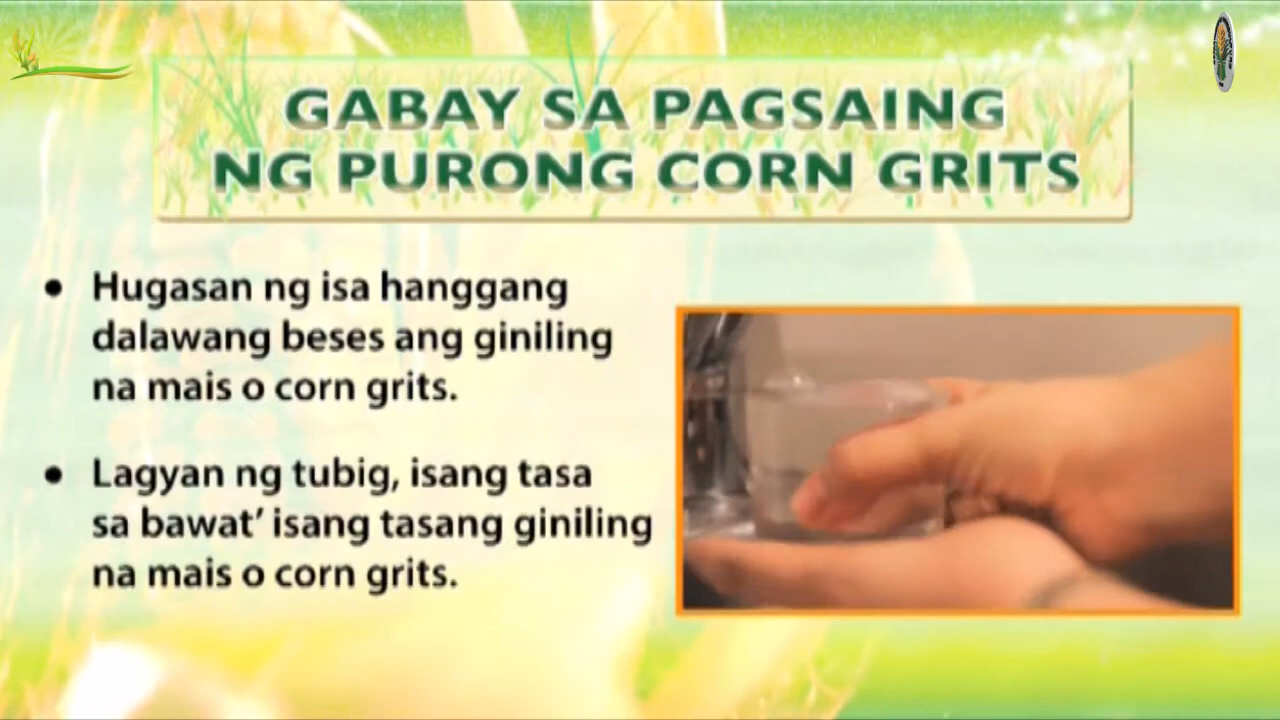 GABAY SA PAGSAING
NG PURONG CORN GRITS
• Hugasan ng isa hanggang
dalawang beses ang giniling
na mais o corn grits.
• Lagyan ng tubig, isang tasa
sa bawat’ isang tasang giniling
na mais o corn grits.